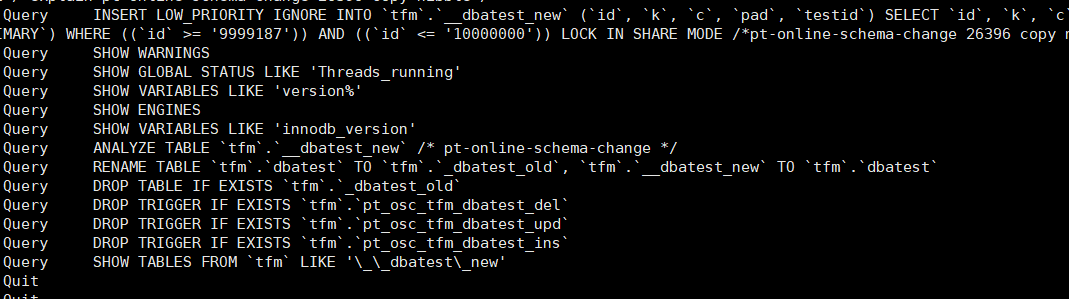 Query INSERT LOW_PRIORITY IGNORE INTO `tfm`.`__dbatest_new` (`id`, `k`, `c`, `pad`, `testid`) SELECT `id`, `k`, `c`
IMARY`) WHERE ((`id` >= '9999187')) AND ((`id` <= '10000000')) LOCK IN SHARE MODE /*pt-online-schema-change 26396 copy n
Query SHOW WARNINGS
Query SHOW GLOBAL STATUS LIKE 'Threads_running'
Query SHOW VARIABLES LIKE 'version%'
Query SHOW ENGINES
Query SHOW VARIABLES LIKE 'innodb_version'
Query ANALYZE TABLE `tfm`.`__dbatest_new` /* pt-online-schema-change */
Query RENAME TABLE `tfm`.`dbatest` TO `tfm`.`_dbatest_old`, `tfm`.`__dbatest_new` TO `tfm`.`dbatest`
Query DROP TABLE IF EXISTS `tfm`.`_dbatest_old`
Query DROP TRIGGER IF EXISTS `tfm`.`pt_osc_tfm_dbatest_del`
Query DROP TRIGGER IF EXISTS `tfm`.`pt_osc_tfm_dbatest_upd`
Query DROP TRIGGER IF EXISTS `tfm`.`pt_osc_tfm_dbatest_ins`
Query SHOW TABLES FROM `tfm` LIKE '\_\_dbatest\_new'
Quit